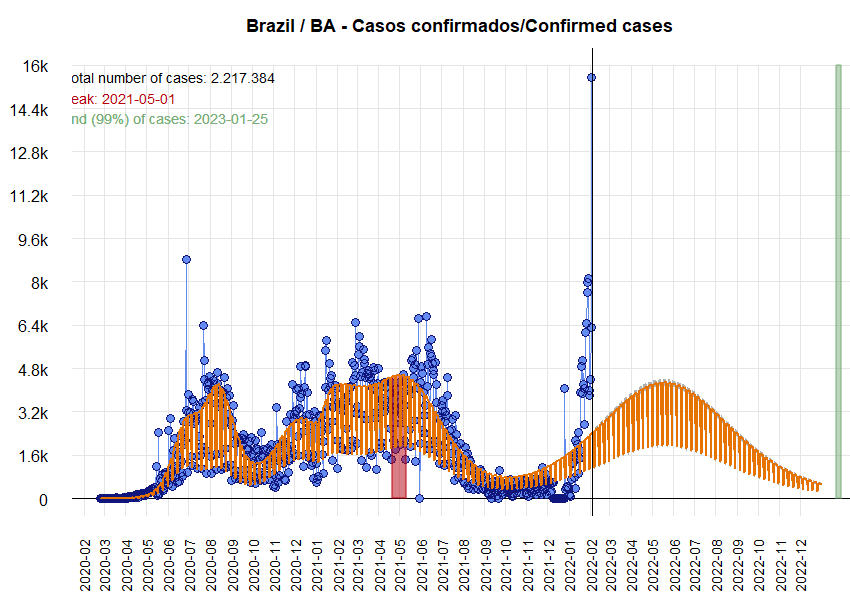 Brazil / BA - Casos confirmados/Confirmed cases
otal number of cases: 2.217.384
eak: 2021-05-01
nd (99%) of cases: 2023-01-25
16k
14.4k
12.8k
11.2k
9.6k
8k
6.4k
4.8k
3.2k
1.6k
0
2020-02
2020-03
2020-04
2020-05
2020-06
2020-07
2020-08
2020-09
2020-10
2020-11
2020-12
2021-01
2021-02
2021-03
2021-04
2021-05
2021-06
2021-07
2021-08
2021-09
2021-10
2021-11
2021-12
2022-01
2022-02
2022-03
2022-04
2022-05
2022-06
2022-07
2022-08
2022-09
2022-10
2022-11
2022-12